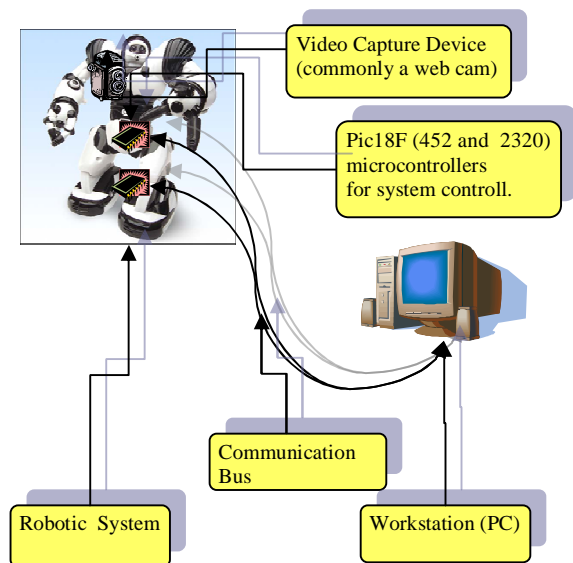 Video Capture Device
(commonly a web cam)
Pic18F (452 and 2320)
microcontrollers
for system controll.
Communication
Bus
Robotic System
Workstation (PC)